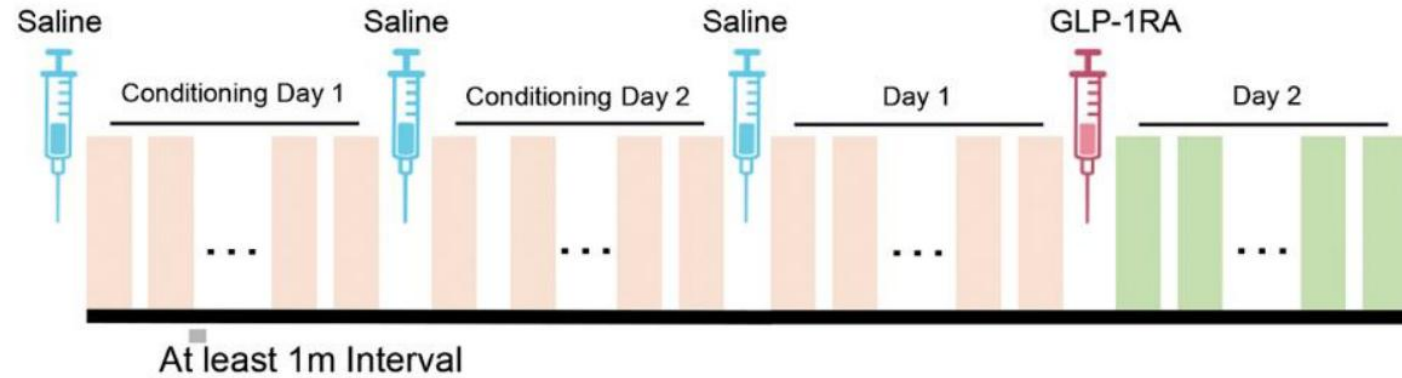 Saline Saline Saline GLP-1RA
Conditioning Day 1 Conditioning Day 2 Day 1 Day 2
... ... ... ...
At least 1m Interval